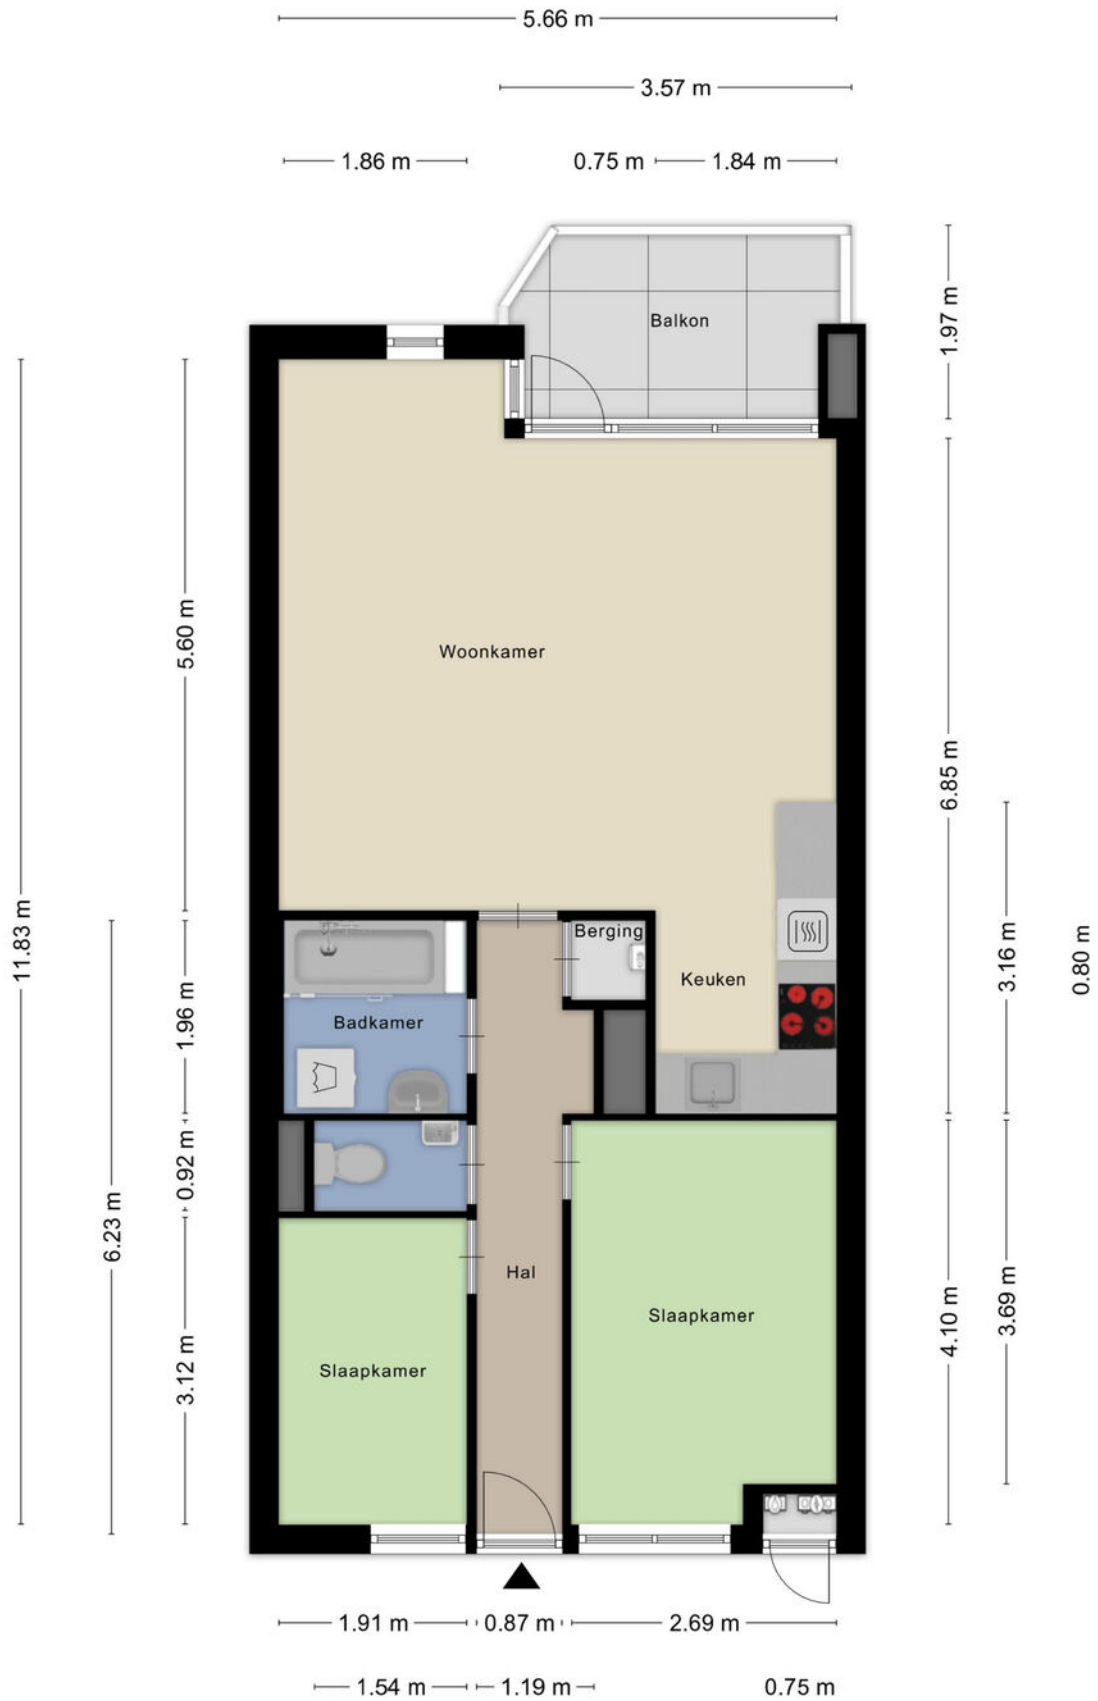 5.66 m
3.57 m
1.86 m
0.75 m
1.84 m
Balkon
1.97 m
5.60 m
Woonkamer
6.85 m
11.83 m
Berging
Keuken
3.16 m
0.80 m
Badkamer
1.96 m
0.92 m
6.23 m
Hal
Slaapkamer
4.10 m
3.69 m
Slaapkamer
3.12 m
1.91 m
0.87 m
2.69 m
1.54 m
1.19 m
0.75 m